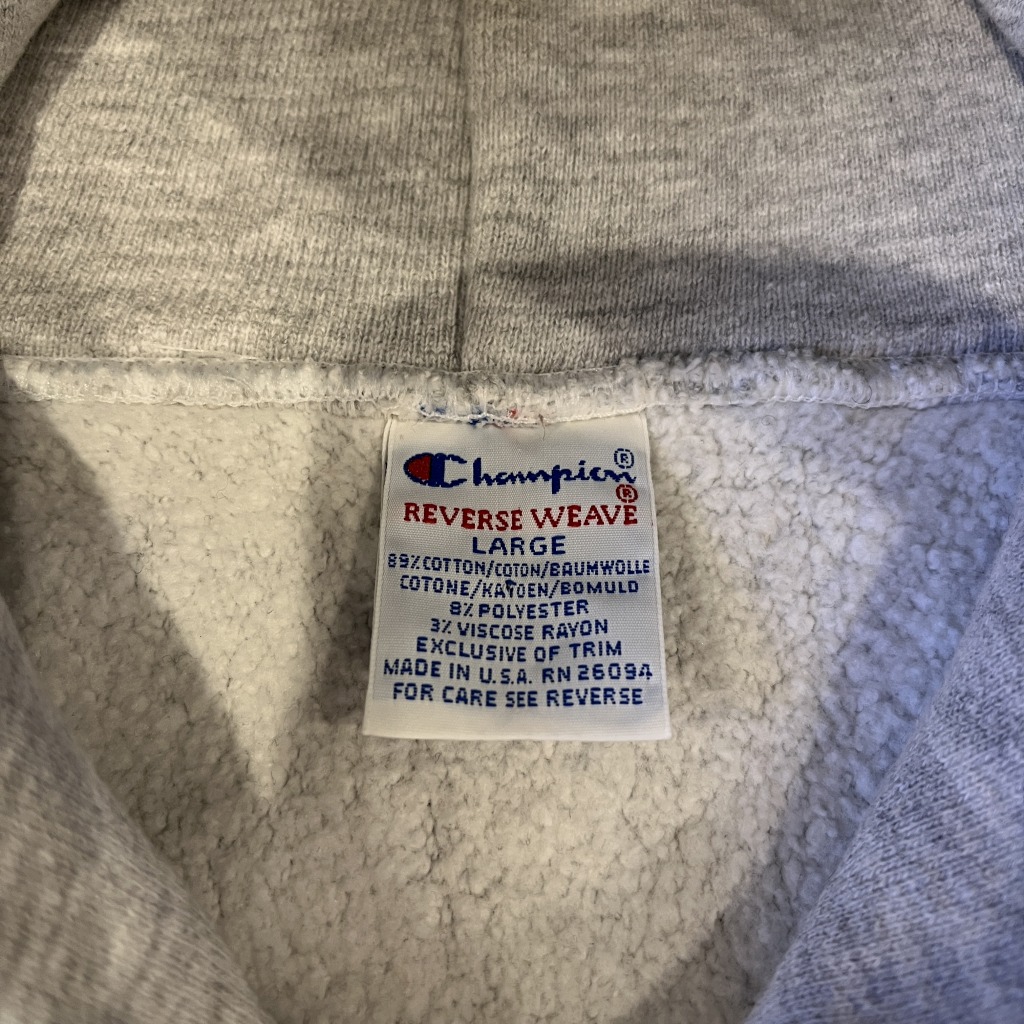 Champion®
®
REVERSE WEAVE
LARGE
89% COTTON/COTON/BAUMWOLLE
COTONE/KATOEN/BOMULD
8% POLYESTER
3% VISCOSE RAYON
EXCLUSIVE OF TRIM
MADE IN U.S.A. RN 26094
FOR CARE SEE REVERSE